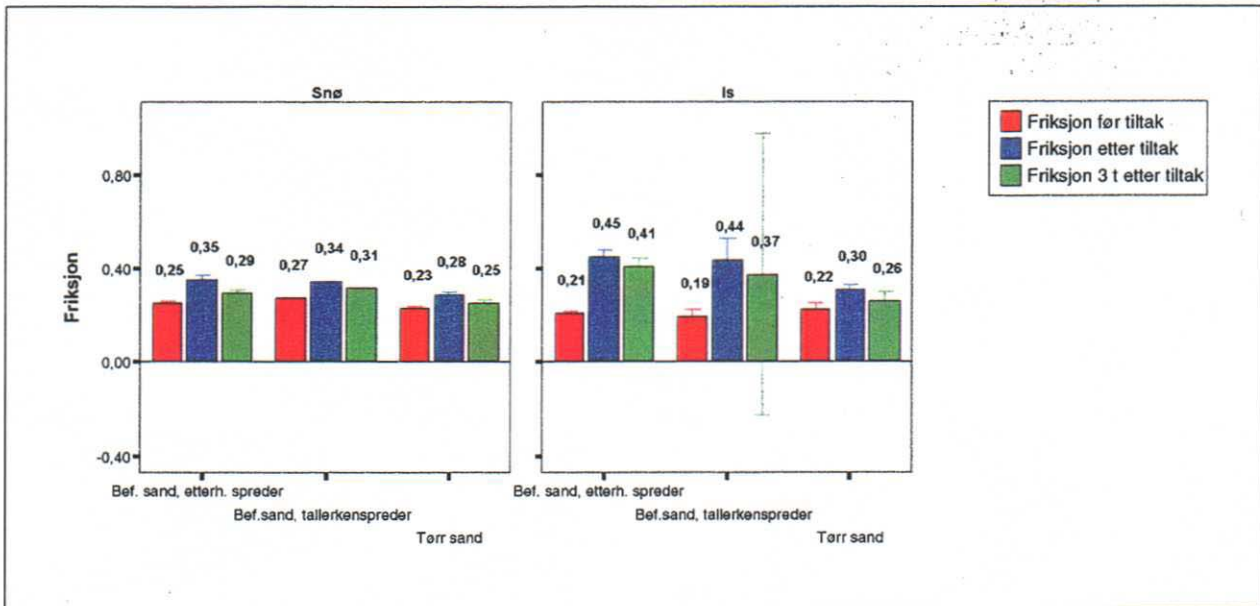 Snø
Is
Friksjon før tiltak
Friksjon etter tiltak
Friksjon 3 t etter tiltak
Friksjon
0,80
0,40
0,00
-0,40
0,25
0,35
0,29
0,27
0,34
0,31
0,23
0,28
0,25
0,21
0,45
0,41
0,19
0,44
0,37
0,22
0,30
0,26
Bef. sand, etterh. spreder
Bef.sand, tallerkenspreder
Tørr sand
Bef. sand, etterh. spreder
Bef.sand, tallerkenspreder
Tørr sand